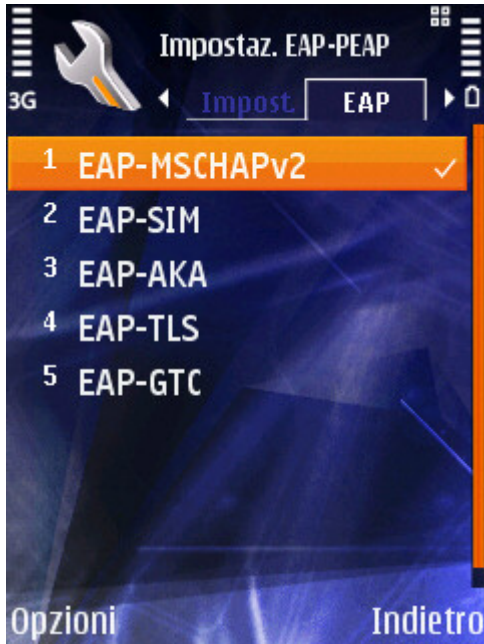 Impostaz. EAP-PEAP
3G
Impost. EAP
1 EAP-MSCHAPv2
2 EAP-SIM
3 EAP-AKA
4 EAP-TLS
5 EAP-GTC
Opzioni Indietro